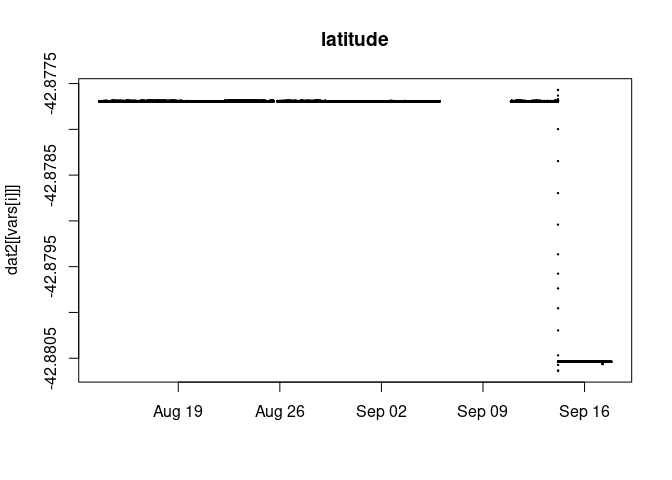 latitude
dat2[[vars[i]]]
-42.8775
-42.8785
-42.8795
-42.8805
Aug 19
Aug 26
Sep 02
Sep 09
Sep 16